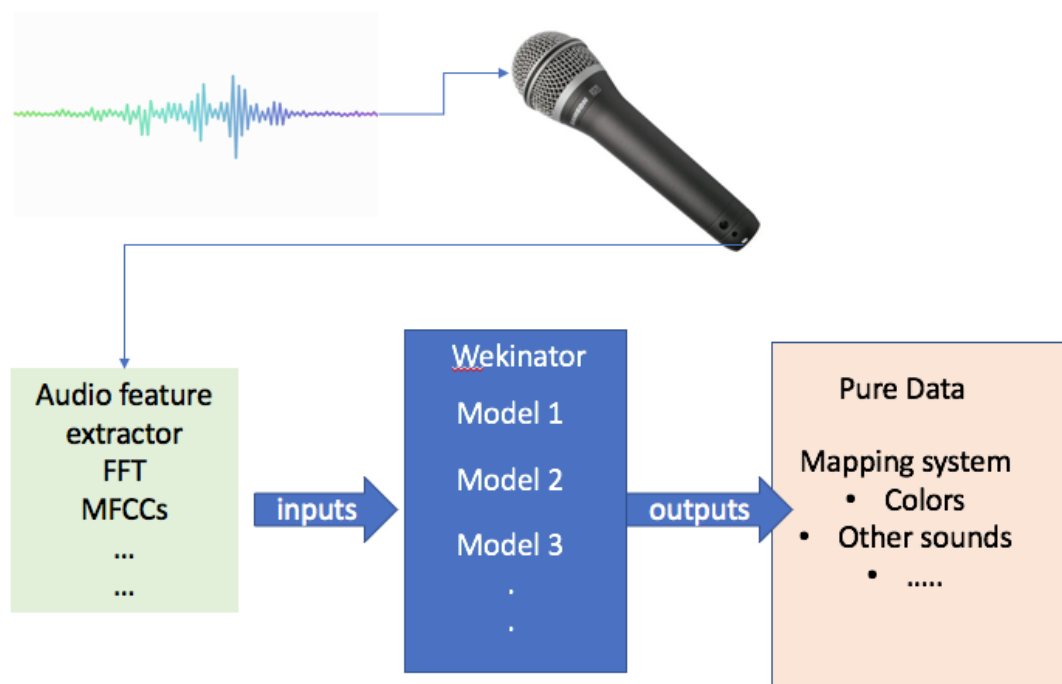 Audio feature
extractor
FFT
MFCCs
...
...
inputs
Wekinator
Model 1
Model 2
Model 3
.
.
outputs
Pure Data
Mapping system
• Colors
• Other sounds
• .....